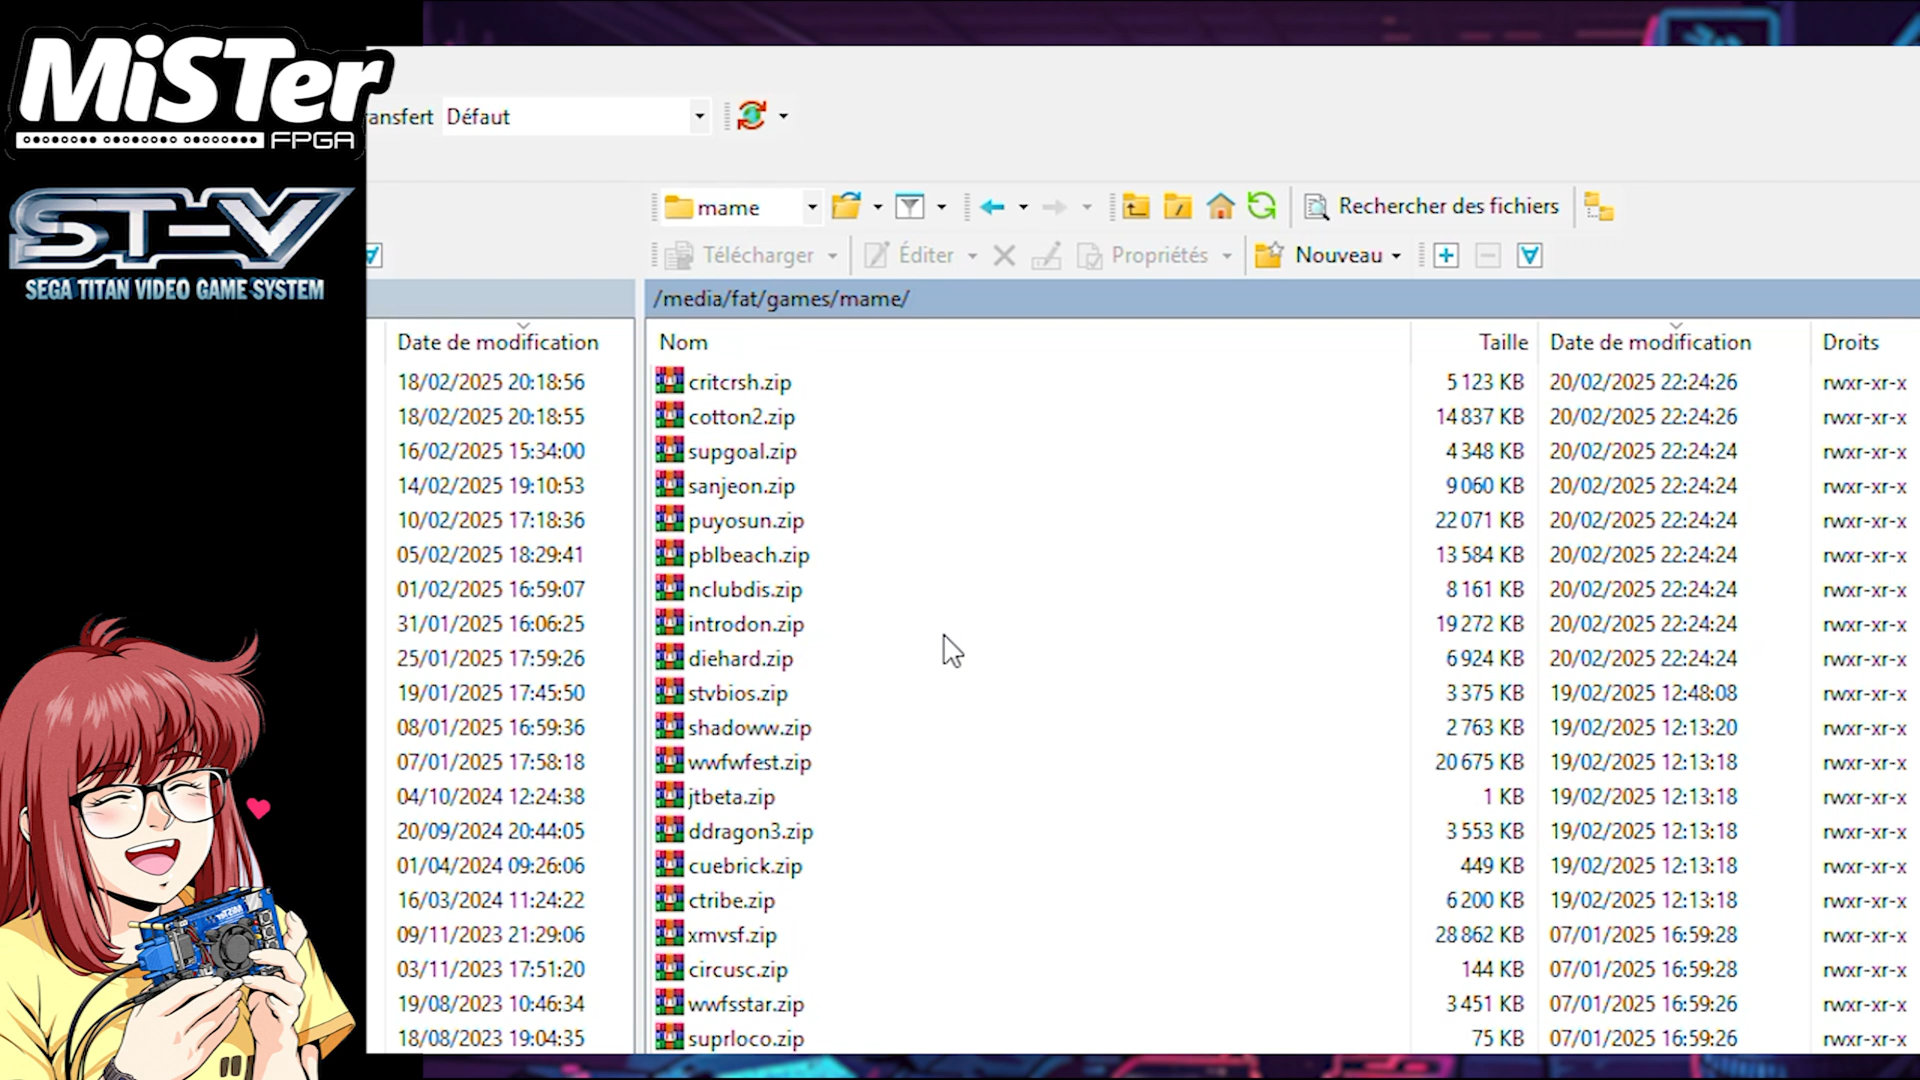 MiSTer
FPGA
ST-V
SEGA TITAN VIDEO GAME SYSTEM
ransfert Défaut
mame Rechercher des fichiers
Télécharger Éditer Propriétés Nouveau
/media/fat/games/mame/
Date de modification Nom Taille Date de modification Droits
18/02/2025 20:18:56 critcrsh.zip 5 123 KB 20/02/2025 22:24:26 rwxr-xr-x
18/02/2025 20:18:55 cotton2.zip 14 837 KB 20/02/2025 22:24:26 rwxr-xr-x
16/02/2025 15:34:00 supgoal.zip 4 348 KB 20/02/2025 22:24:24 rwxr-xr-x
14/02/2025 19:10:53 sanjeon.zip 9 060 KB 20/02/2025 22:24:24 rwxr-xr-x
10/02/2025 17:18:36 puyosun.zip 22 071 KB 20/02/2025 22:24:24 rwxr-xr-x
05/02/2025 18:29:41 pblbeach.zip 13 584 KB 20/02/2025 22:24:24 rwxr-xr-x
01/02/2025 16:59:07 nclubdis.zip 8 161 KB 20/02/2025 22:24:24 rwxr-xr-x
31/01/2025 16:06:25 introdon.zip 19 272 KB 20/02/2025 22:24:24 rwxr-xr-x
25/01/2025 17:59:26 diehard.zip 6 924 KB 20/02/2025 22:24:24 rwxr-xr-x
19/01/2025 17:45:50 stvbios.zip 3 375 KB 19/02/2025 12:48:08 rwxr-xr-x
08/01/2025 16:59:36 shadoww.zip 2 763 KB 19/02/2025 12:13:20 rwxr-xr-x
07/01/2025 17:58:18 wwfwfest.zip 20 675 KB 19/02/2025 12:13:18 rwxr-xr-x
04/10/2024 12:24:38 jtbeta.zip 1 KB 19/02/2025 12:13:18 rwxr-xr-x
20/09/2024 20:44:05 ddragon3.zip 3 553 KB 19/02/2025 12:13:18 rwxr-xr-x
01/04/2024 09:26:06 cuebrick.zip 449 KB 19/02/2025 12:13:18 rwxr-xr-x
16/03/2024 11:24:22 ctribe.zip 6 200 KB 19/02/2025 12:13:18 rwxr-xr-x
09/11/2023 21:29:06 xmvsf.zip 28 862 KB 07/01/2025 16:59:28 rwxr-xr-x
03/11/2023 17:51:20 circusc.zip 144 KB 07/01/2025 16:59:28 rwxr-xr-x
19/08/2023 10:46:34 wwfsstar.zip 3 451 KB 07/01/2025 16:59:26 rwxr-xr-x
18/08/2023 19:04:35 suprloco.zip 75 KB 07/01/2025 16:59:26 rwxr-xr-x